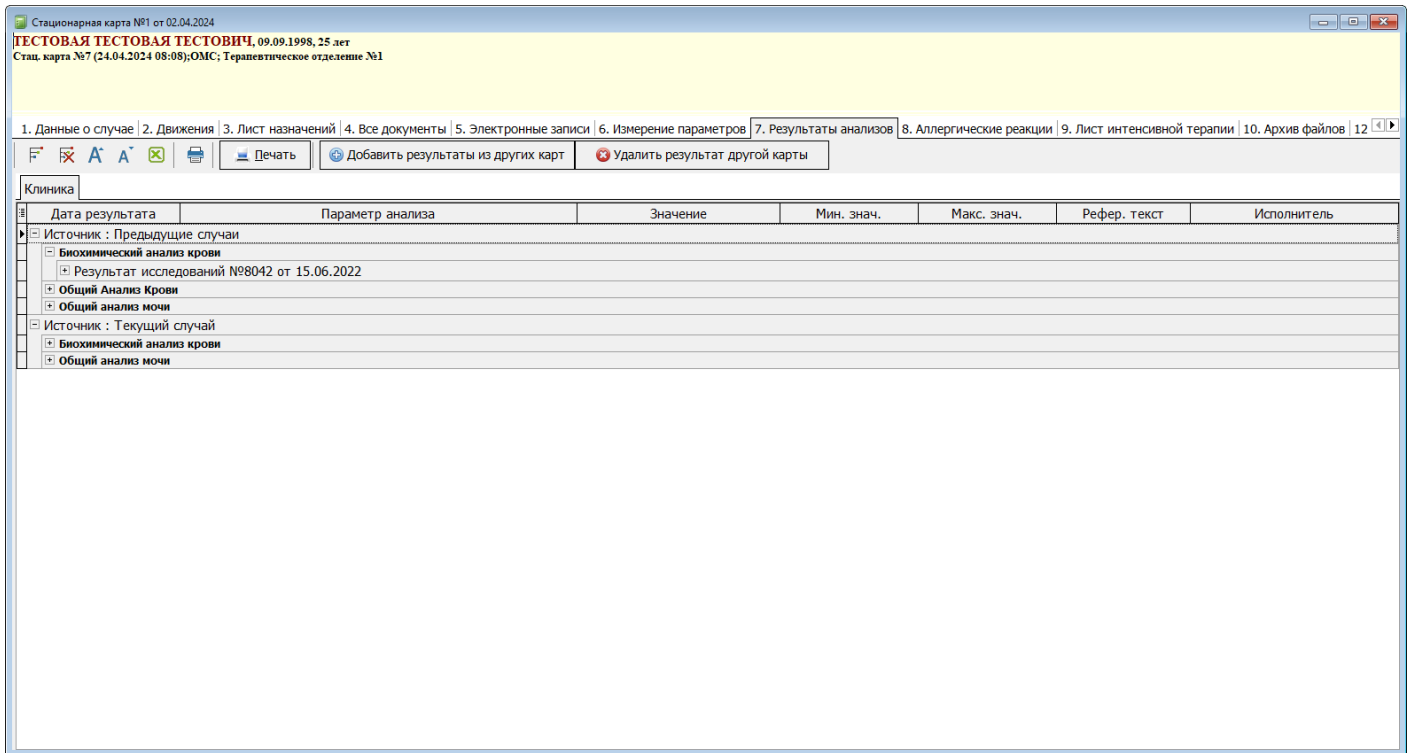 Стационарная карта №1 от 02.04.2024
ТЕСТОВАЯ ТЕСТОВАЯ ТЕСТОВИЧ, 09.09.1998, 25 лет
Стац. карта №7 (24.04.2024 08:08);ОМС; Терапевтическое отделение №1
1. Данные о случае 2. Движения 3. Лист назначений 4. Все документы 5. Электронные записи 6. Измерение параметров 7. Результаты анализов 8. Аллергические реакции 9. Лист интенсивной терапии 10. Архив файлов 12
Печать Добавить результаты из других карт Удалить результат другой карты
Клиника
Дата результата Параметр анализа Значение Мин. знач. Макс. знач. Рефер. текст Исполнитель
Источник : Предыдущие случаи
Биохимический анализ крови
Результат исследований №8042 от 15.06.2022
Общий Анализ Крови
Общий анализ мочи
Источник : Текущий случай
Биохимический анализ крови
Общий анализ мочи